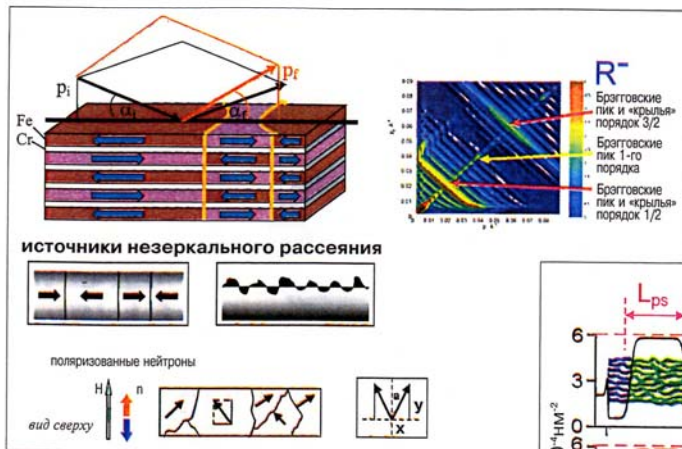 p_i
p_f
α_i
α_f
Fe
Cr
R⁻
Брэгговские
пик и «крылья»
порядок 3/2
Брэгговские
пик 1-го
порядка
Брэгговские
пик и «крылья»
порядок 1/2
источники незеркального рассеяния
поляризованные нейтроны
H
n
вид сверху
a
y
x
L_ps
6
3
0
6